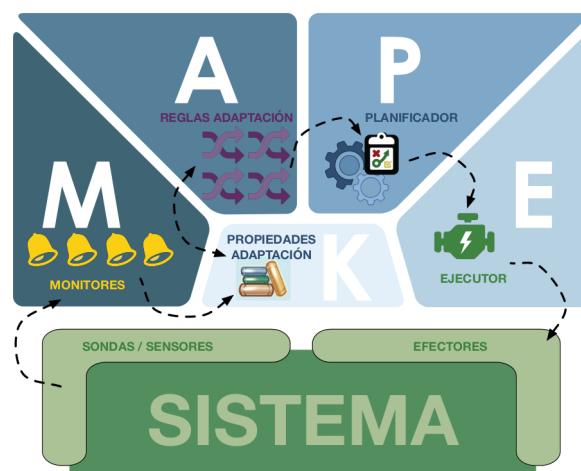 A
P
REGLAS ADAPTACIÓN
PLANIFICADOR
M
E
PROPIEDADES
ADAPTACIÓN
K
MONITORES
EJECUTOR
SONDAS / SENSORES
EFECTORES
SISTEMA